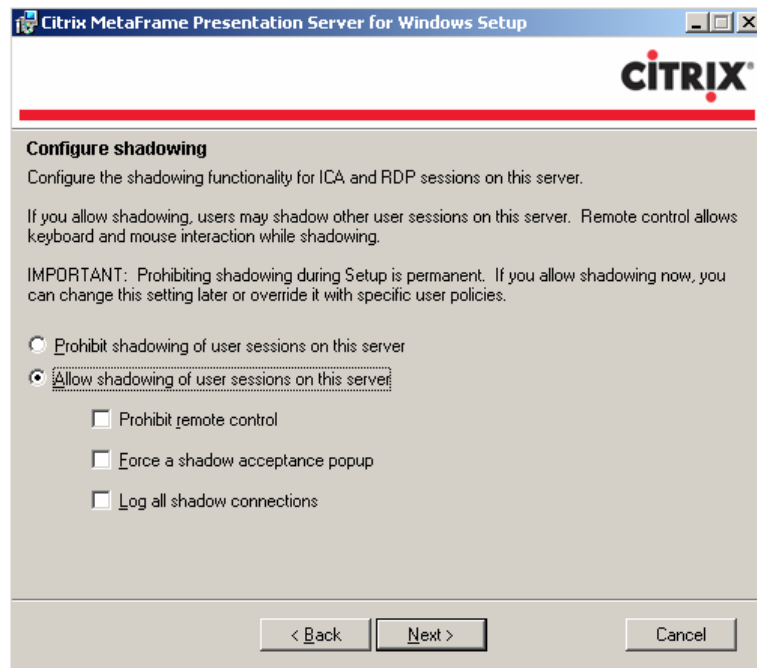 Citrix MetaFrame Presentation Server for Windows Setup
CITRIX®
Configure shadowing
Configure the shadowing functionality for ICA and RDP sessions on this server.
If you allow shadowing, users may shadow other user sessions on this server.  Remote control allows
keyboard and mouse interaction while shadowing.
IMPORTANT:  Prohibiting shadowing during Setup is permanent.  If you allow shadowing now, you
can change this setting later or override it with specific user policies.
Prohibit shadowing of user sessions on this server
Allow shadowing of user sessions on this server
Prohibit remote control
Force a shadow acceptance popup
Log all shadow connections
< Back
Next >
Cancel